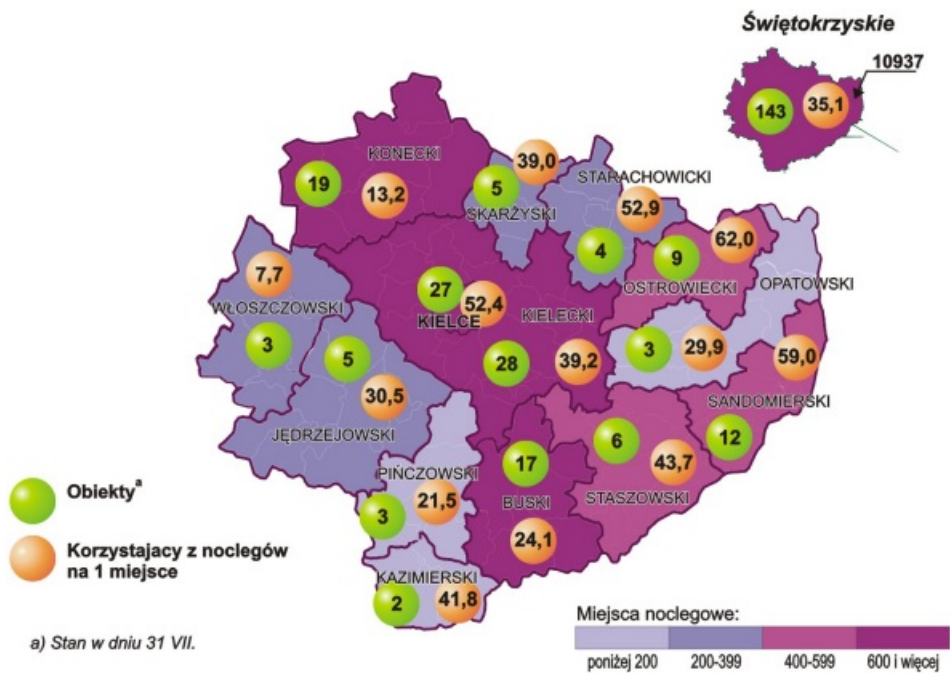 Świętokrzyskie
10937
143
35,1
KONECKI
19
13,2
39,0
5
SKARŻYSKI
STARACHOWICKI
52,9
4
62,0
9
OSTROWIECKI
OPATOWSKI
7,7
WŁOSZCZOWSKI
3
27
52,4
KIELCE
KIELECKI
28
39,2
3
29,9
59,0
SANDOMIERSKI
12
5
30,5
JĘDRZEJOWSKI
6
43,7
STASZOWSKI
PIŃCZOWSKI
21,5
3
17
BUSKI
24,1
KAZIMIERSKI
2
41,8
Obiektyᵃ
Korzystajacy z noclegów
na 1 miejsce
a) Stan w dniu 31 VII.
Miejsca noclegowe:
poniżej 200 200-399 400-599 600 i więcej